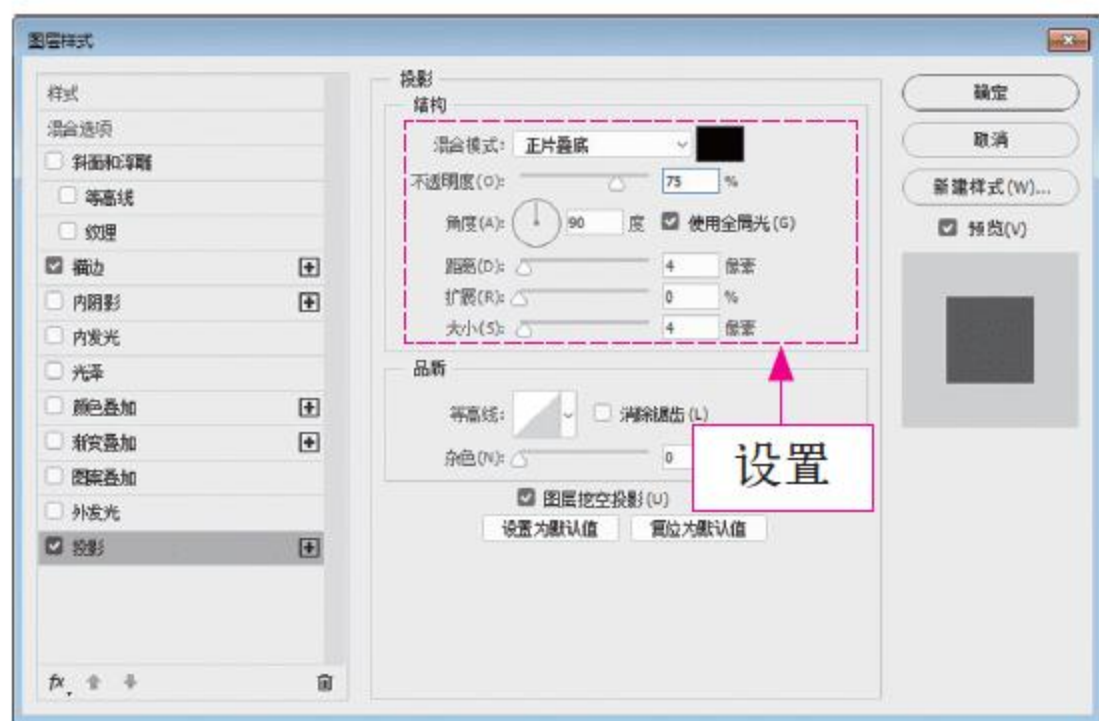 图层样式
样式
混合选项
斜面和浮雕
等高线
纹理
描边
内阴影
内发光
光泽
颜色叠加
渐变叠加
图案叠加
外发光
投影
fx
投影
结构
混合模式: 正片叠底
不透明度(O): 75 %
角度(A): 90 度 使用全局光(G)
距离(D): 4 像素
扩展(R): 0 %
大小(S): 4 像素
品质
等高线: 消除锯齿(L)
杂色(N): 0
设置
图层挖空投影(U)
设置为默认值 复位为默认值
确定
取消
新建样式(W)...
预览(V)